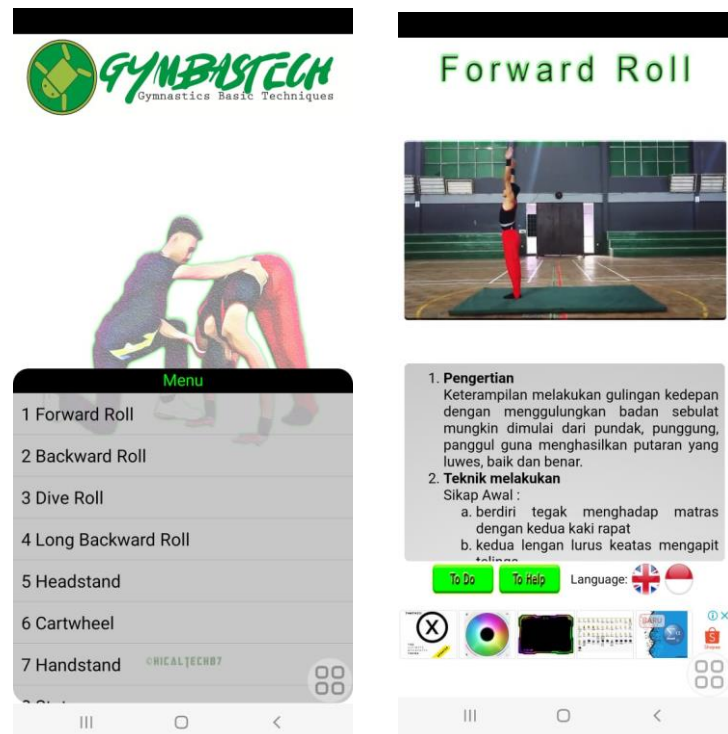 GYMBASTECH
Gymnastics Basic Techniques
Menu
1 Forward Roll
2 Backward Roll
3 Dive Roll
4 Long Backward Roll
5 Headstand
6 Cartwheel
7 Handstand
©HICALTECH87
Forward Roll
1. Pengertian
Keterampilan melakukan gulingan kedepan
dengan menggulungkan badan sebulat
mungkin dimulai dari pundak, punggung,
panggul guna menghasilkan putaran yang
luwes, baik dan benar.
2. Teknik melakukan
Sikap Awal :
a. berdiri tegak menghadap matras
dengan kedua kaki rapat
b. kedua lengan lurus keatas mengapit
To Do
To Help
Language:
X
BARU
Shopee